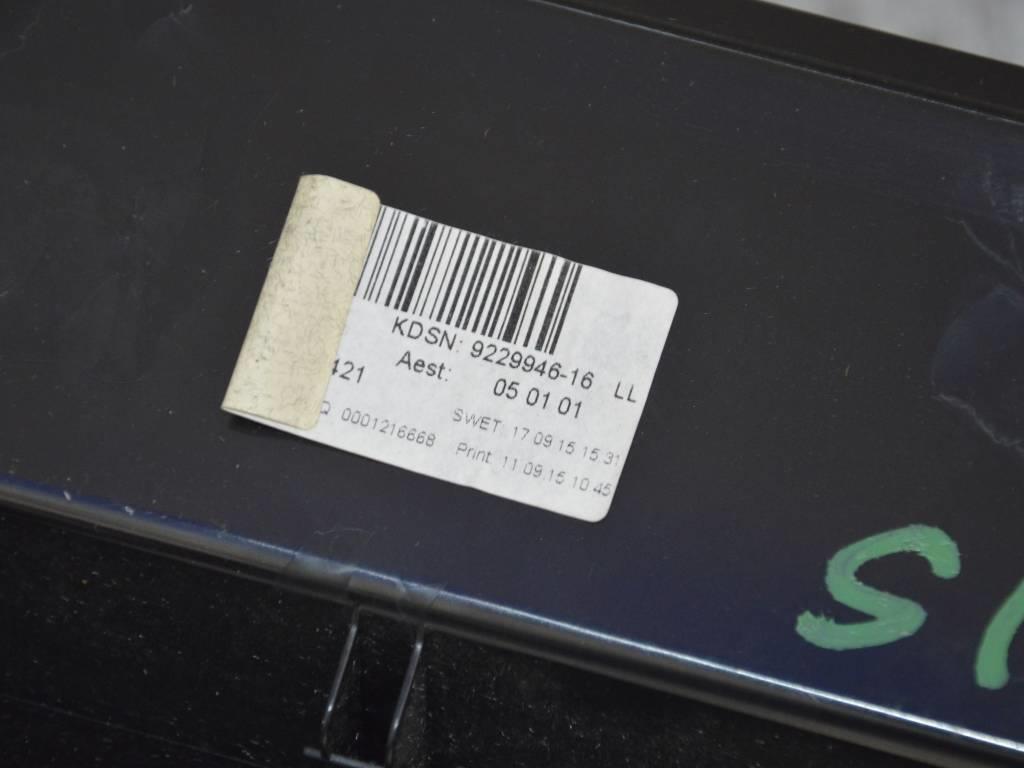 KDSN: 9229946-16 LL
421 Aest: 05 01 01
Q 0001216668 SWET: 17.09.15 15:31
Print: 11.09.15 10:45
S